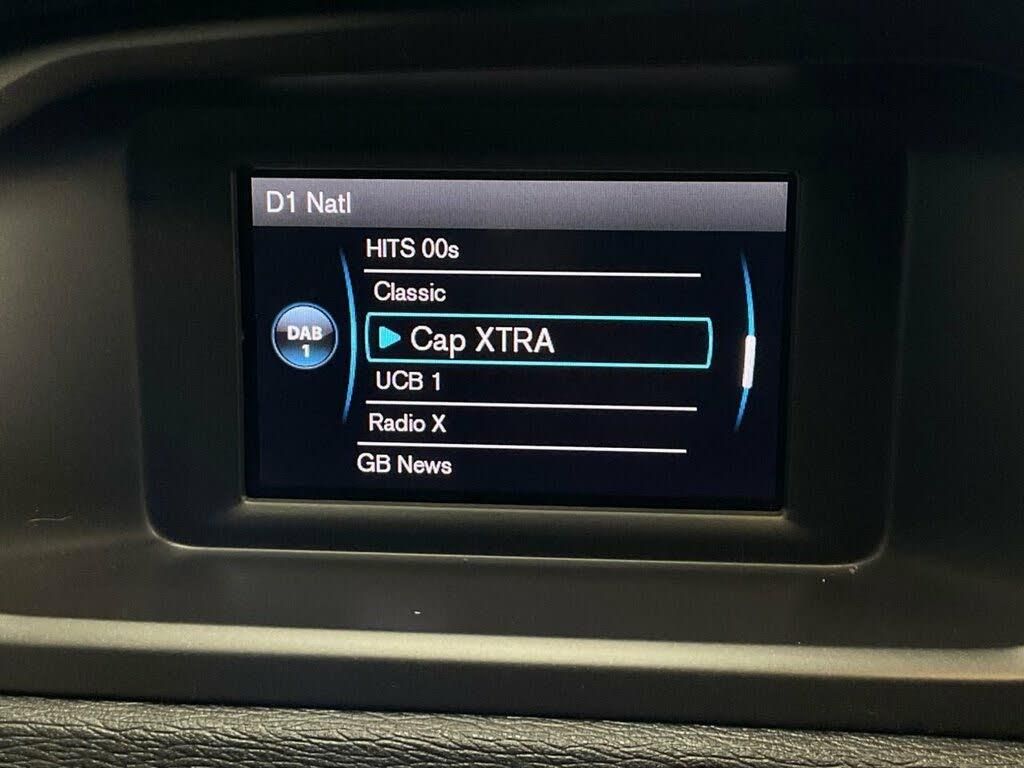 D1 Natl
HITS 00s
Classic
DAB
1
Cap XTRA
UCB 1
Radio X
GB News